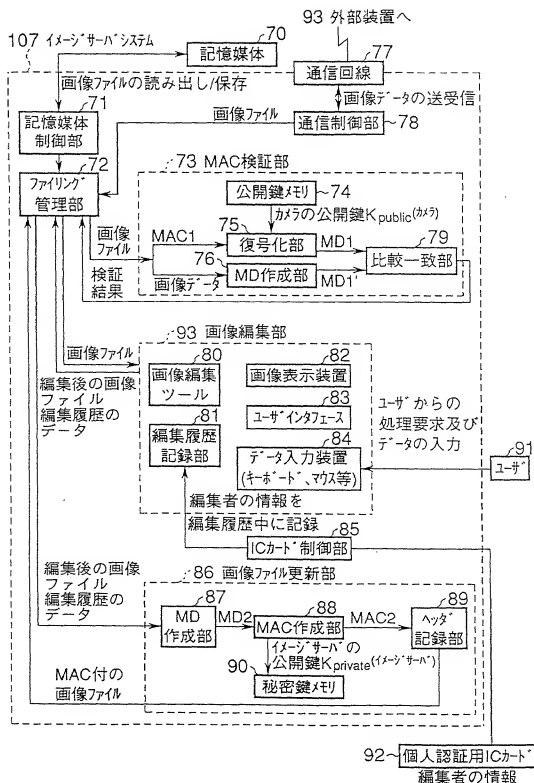 93 外部装置へ
107 イメージサーバシステム
70
記憶媒体
77
通信回線
画像ファイルの読み出し/保存
71
記憶媒体
制御部
画像データの送受信
画像ファイル
通信制御部
78
72
ファイリング
管理部
73 MAC検証部
公開鍵メモリ
74
カメラの公開鍵Kpublic(カメラ)
画像
ファイル
MAC1
75
復号化部
MD1
79
比較一致部
76
MD作成部
MD1'
画像データ
検証
結果
93 画像編集部
画像ファイル
80
画像編集
ツール
82
画像表示装置
編集後の画像
ファイル
編集履歴の
データ
81
編集履歴
記録部
83
ユーザインタフェース
84
データ入力装置
(キーボード、マウス等)
ユーザからの
処理要求及び
データの入力
91
ユーザ
編集者の情報を
編集履歴中に記録
85
ICカード制御部
86 画像ファイル更新部
編集後の画像
ファイル
編集履歴の
データ
87
MD
作成部
MD2
88
MAC作成部
MAC2
89
ヘッダ
記録部
イメージサーバの
公開鍵Kprivate(イメージサーバ)
90
秘密鍵メモリ
MAC付の
画像ファイル
92
個人認証用ICカード
編集者の情報